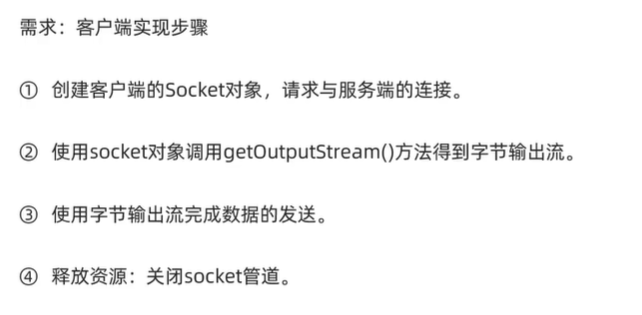 需求：客户端实现步骤
① 创建客户端的Socket对象，请求与服务端的连接。
② 使用socket对象调用getOutputStream()方法得到字节输出流。
③ 使用字节输出流完成数据的发送。
④ 释放资源：关闭socket管道。